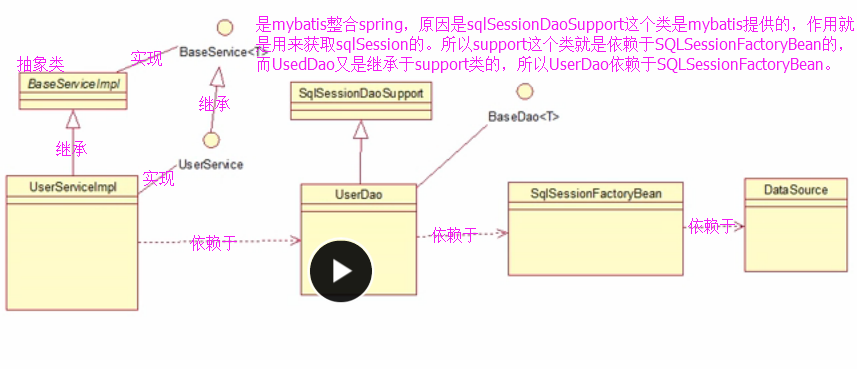 是mybatis整合spring，原因是sqlSessionDaoSupport这个类是mybatis提供的，作用就
是用来获取sqlSession的。所以support这个类就是依赖于SQLSessionFactoryBean的，
而UsedDao又是继承于support类的，所以UserDao依赖于SQLSessionFactoryBean。
抽象类
实现
BaseService<T>
BaseServiceImpl
SqlSessionDaoSupport
继承
BaseDao<T>
继承
UserService
实现
UserServiceImpl
UserDao
SqlSessionFactoryBean
DataSource
依赖于
依赖于
依赖于